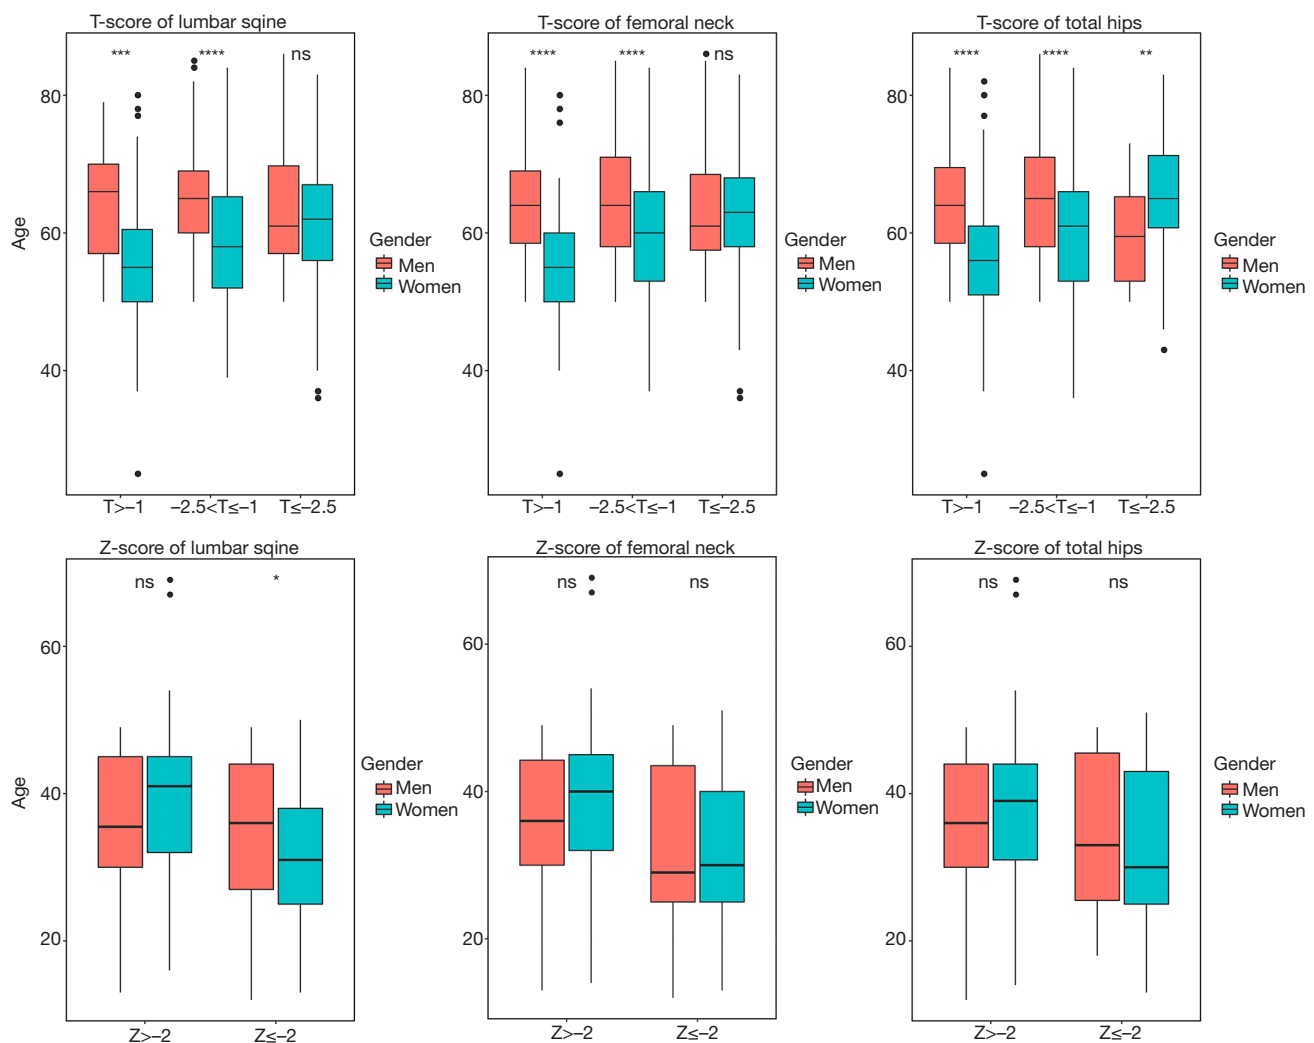 T-score of lumbar sqine
T-score of femoral neck
T-score of total hips
*** **** ns
**** **** ns
**** **** **
80
60
40
Age
Gender
Men
Women
T>–1 –2.5<T≤–1 T≤–2.5
80
60
40
Gender
Men
Women
T>–1 –2.5<T≤–1 T≤–2.5
80
60
40
Gender
Men
Women
T>–1 –2.5<T≤–1 T≤–2.5
Z-score of lumbar sqine
Z-score of femoral neck
Z-score of total hips
ns *
ns ns
ns ns
60
40
20
Age
Gender
Men
Women
Z>–2 Z≤–2
60
40
20
Gender
Men
Women
Z>–2 Z≤–2
60
40
20
Gender
Men
Women
Z>–2 Z≤–2